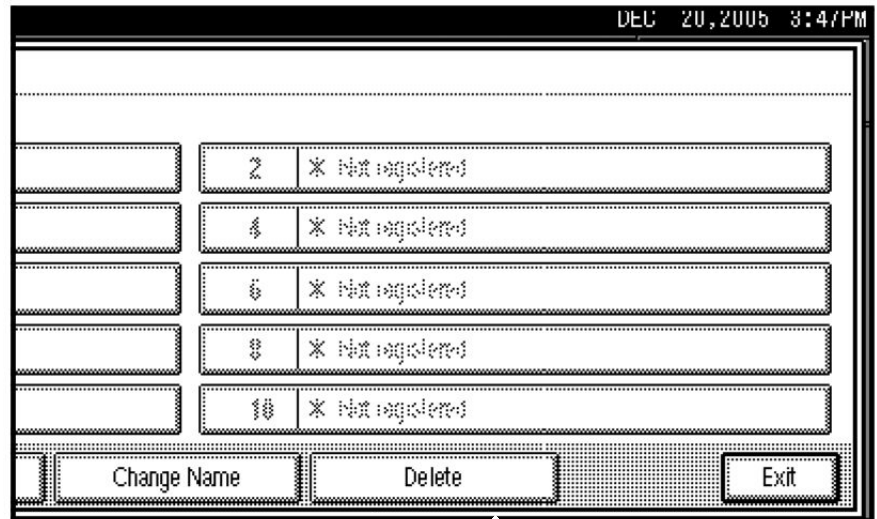 DEC 20,2005 3:47PM
2 * Not registered
4 * Not registered
6 * Not registered
8 * Not registered
10 * Not registered
Change Name Delete Exit